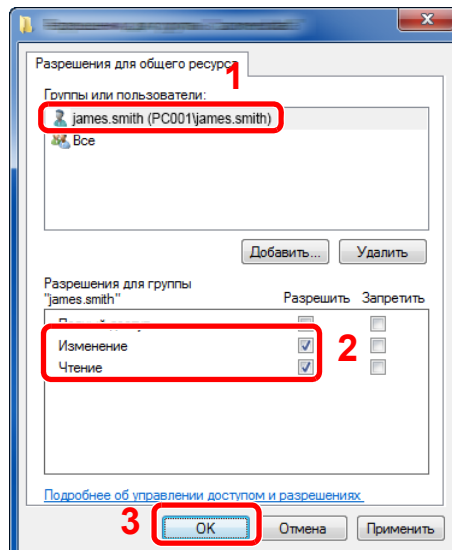 Разрешения для общего ресурса
1
Группы или пользователи:
james.smith (PC001\james.smith)
Все
Добавить... Удалить
Разрешения для группы
"james.smith" Разрешить Запретить
Изменение
2
Чтение
Подробнее об управлении доступом и разрешениях
3
ОК Отмена Применить